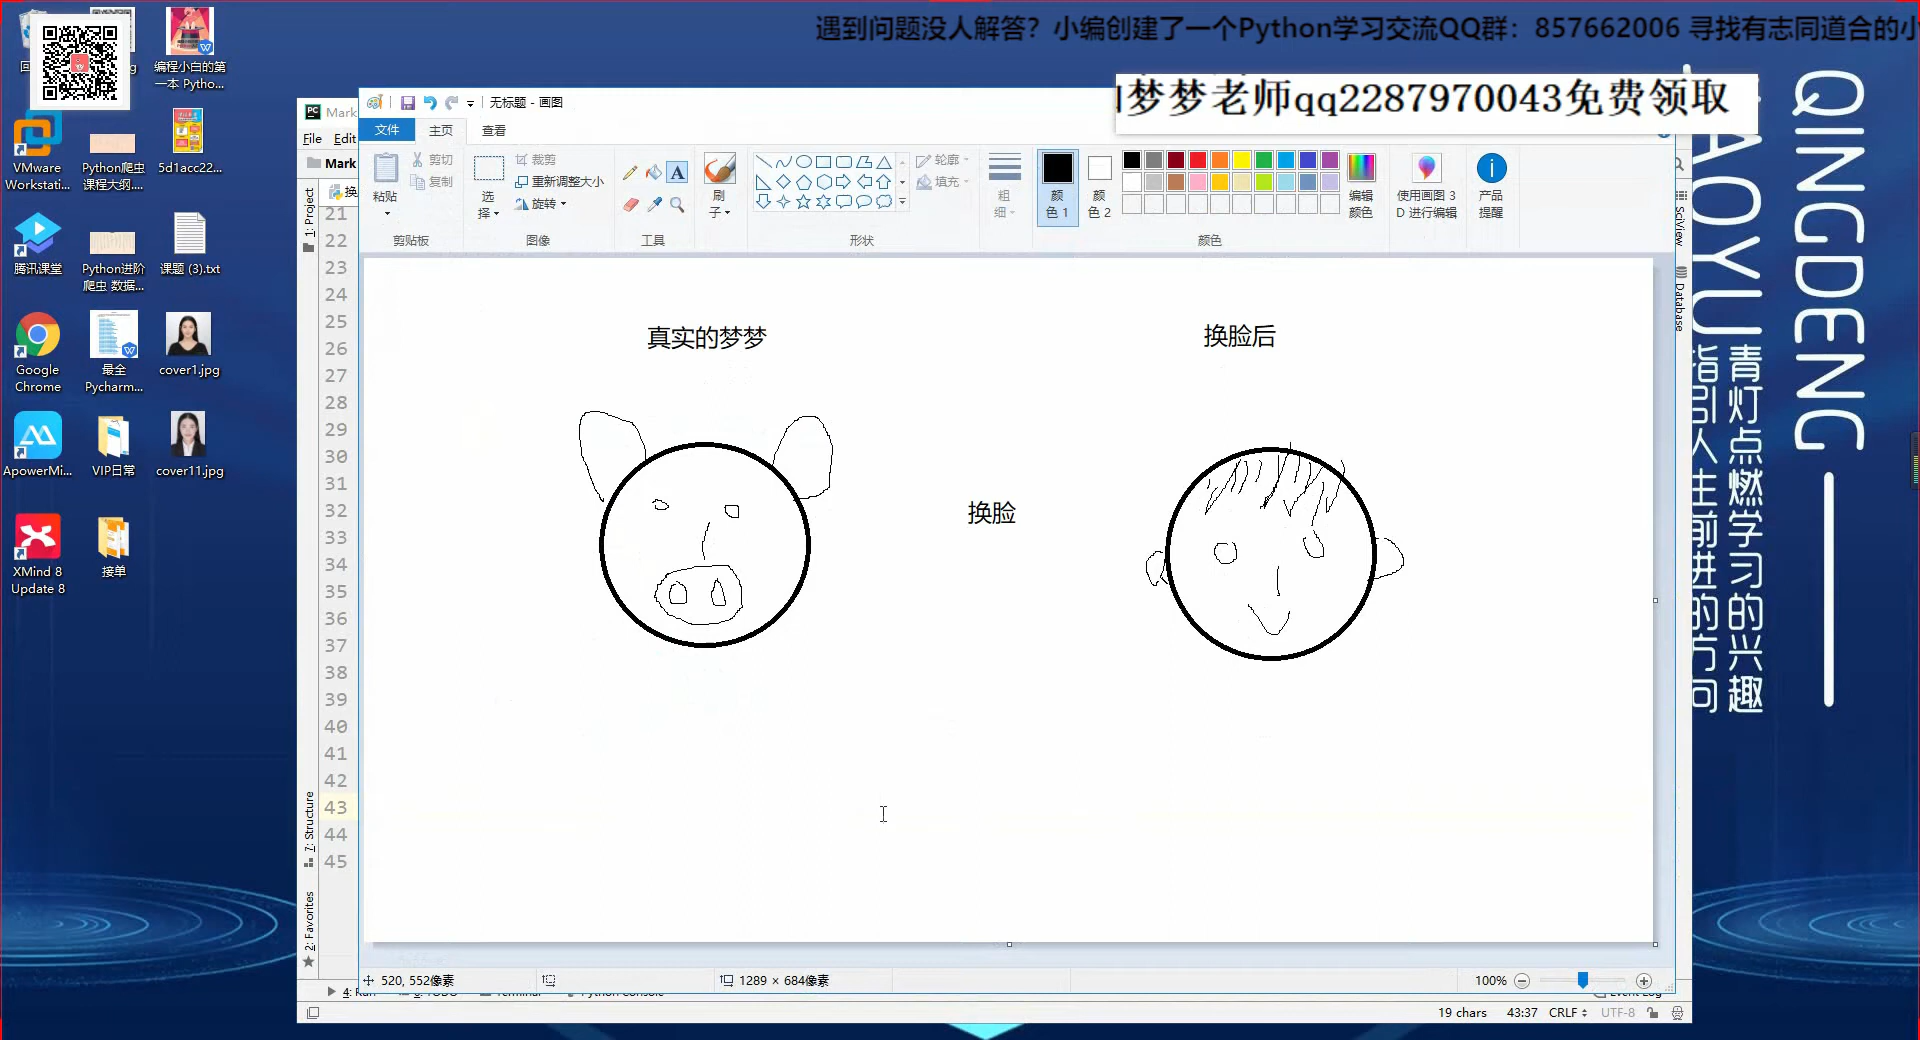 遇到问题没人解答？小编创建了一个Python学习交流QQ群：857662006 寻找有志同道合的小
梦梦老师qq2287970043免费领取
编程小白的第
一本 Pytho...
VMware
Workstati...
Python爬虫
课程大纲....
5d1acc22...
腾讯课堂
Python进阶
爬虫 数据...
课题 (3).txt
Google
Chrome
最全
Pycharm...
cover1.jpg
ApowerMi...
VIP日常
cover11.jpg
XMind 8
Update 8
接单
PC
Mark
File
Edit
Mark
换
1: Project
7: Structure
2: Favorites
无标题 - 画图
文件
主页
查看
粘贴
剪切
复制
剪贴板
选
择
裁剪
重新调整大小
旋转
图像
A
工具
刷
子
形状
轮廓
填充
粗
细
颜
色 1
颜
色 2
编辑
颜色
颜色
使用画图 3
D 进行编辑
产品
提醒
SciView
Database
21
22
23
24
25
26
27
28
29
30
31
32
33
34
35
36
37
38
39
40
41
42
43
44
45
真实的梦梦
换脸后
换脸
520, 552像素
1289 × 684像素
100%
19 chars
43:37
CRLF
UTF-8
QINGDENG
AOYU
青灯点燃学习的兴趣
指引人生前进的方向